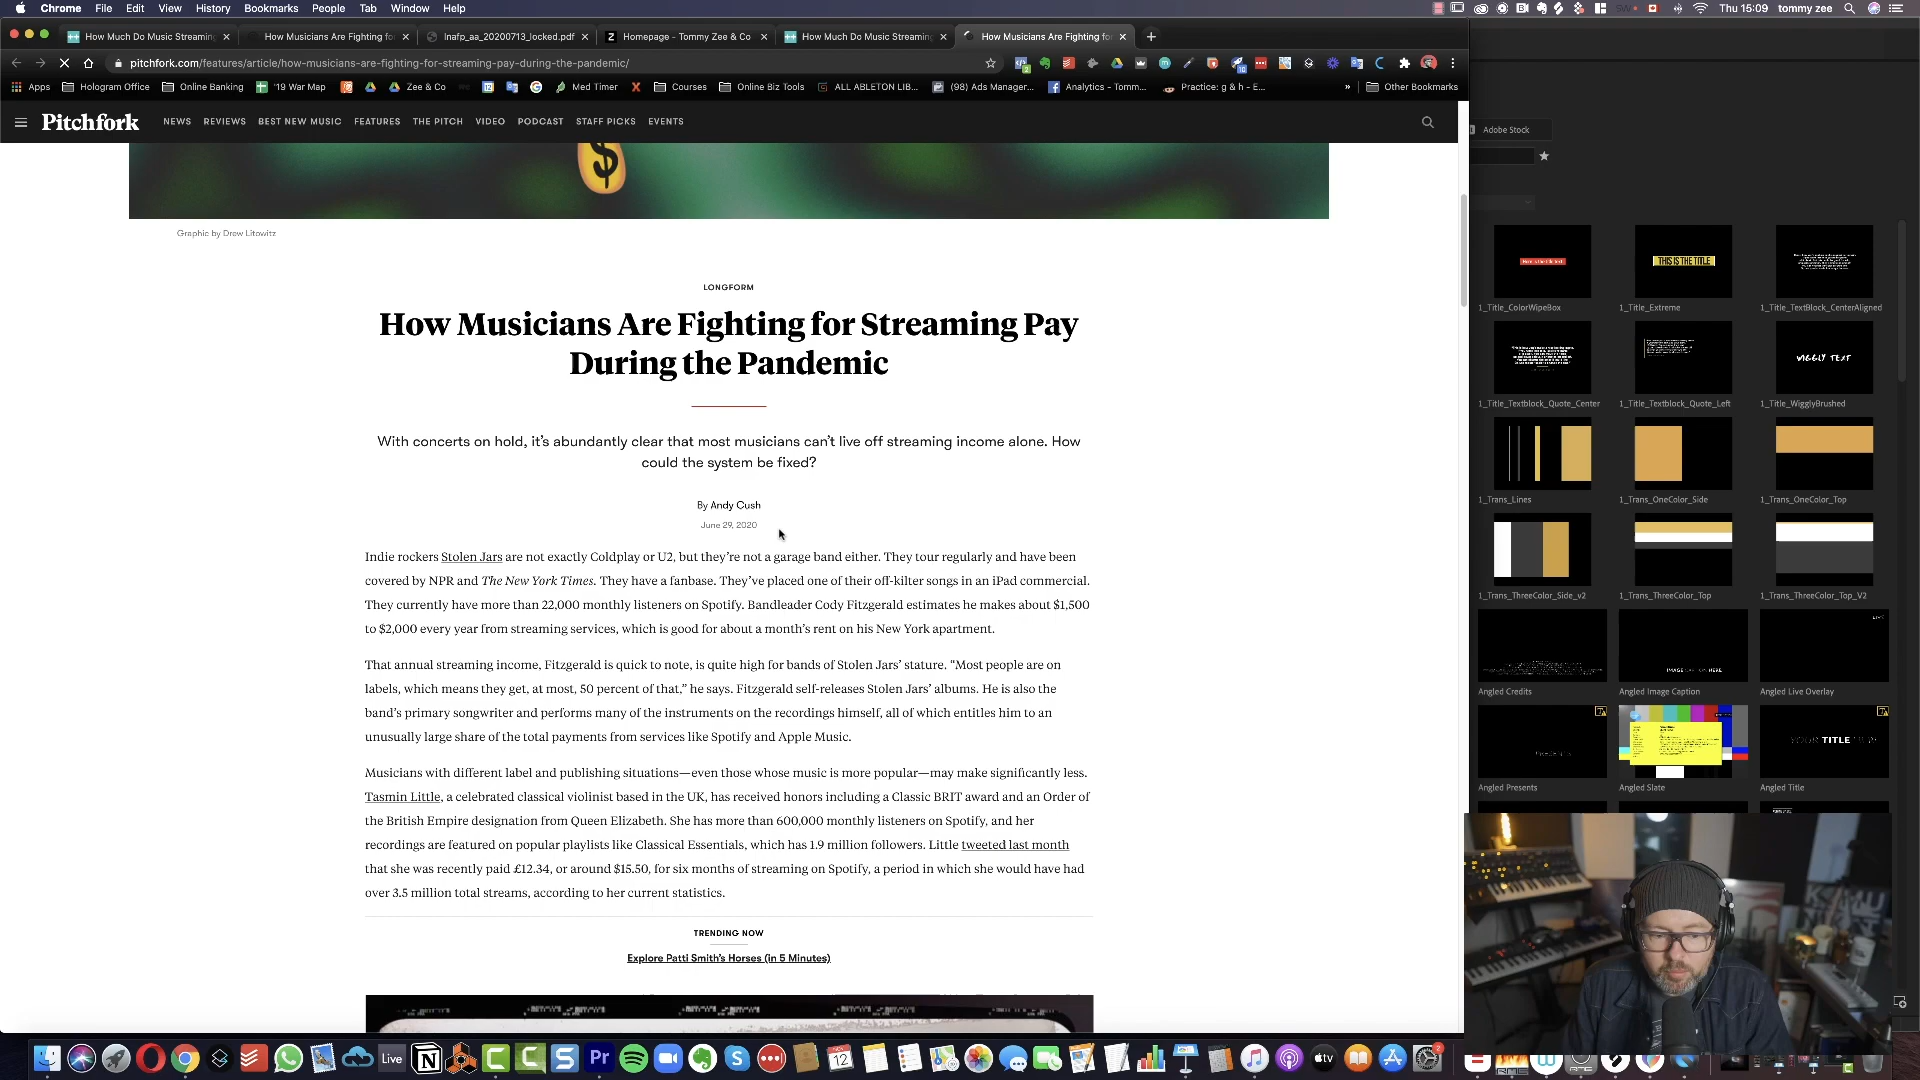 Chrome File Edit View History Bookmarks People Tab Window Help
Thu 15:09 tommy zee
How Much Do Music Streaming
How Musicians Are Fighting for
Inafp_aa_20200713_locked.pdf
Homepage - Tommy Zee & Co
How Much Do Music Streaming
How Musicians Are Fighting for
pitchfork.com/features/article/how-musicians-are-fighting-for-streaming-pay-during-the-pandemic/
Apps Hologram Office Online Banking '19 War Map Zee & Co Med Timer Courses Online Biz Tools ALL ABLETON LIB... (98) Ads Manager... Analytics - Tomm... Practice: g & h - E... » Other Bookmarks
Pitchfork NEWS REVIEWS BEST NEW MUSIC FEATURES THE PITCH VIDEO PODCAST STAFF PICKS EVENTS
$
Graphic by Drew Litowitz
LONGFORM
How Musicians Are Fighting for Streaming Pay
During the Pandemic
With concerts on hold, it's abundantly clear that most musicians can't live off streaming income alone. How
could the system be fixed?
By Andy Cush
June 29, 2020
Indie rockers Stolen Jars are not exactly Coldplay or U2, but they're not a garage band either. They tour regularly and have been
covered by NPR and The New York Times. They have a fanbase. They've placed one of their off-kilter songs in an iPad commercial.
They currently have more than 22,000 monthly listeners on Spotify. Bandleader Cody Fitzgerald estimates he makes about $1,500
to $2,000 every year from streaming services, which is good for about a month's rent on his New York apartment.
That annual streaming income, Fitzgerald is quick to note, is quite high for bands of Stolen Jars' stature. "Most people are on
labels, which means they get, at most, 50 percent of that," he says. Fitzgerald self-releases Stolen Jars' albums. He is also the
band's primary songwriter and performs many of the instruments on the recordings himself, all of which entitles him to an
unusually large share of the total payments from services like Spotify and Apple Music.
Musicians with different label and publishing situations—even those whose music is more popular—may make significantly less.
Tasmin Little, a celebrated classical violinist based in the UK, has received honors including a Classic BRIT award and an Order of
the British Empire designation from Queen Elizabeth. She has more than 600,000 monthly listeners on Spotify, and her
recordings are featured on popular playlists like Classical Essentials, which has 1.9 million followers. Little tweeted last month
that she was recently paid £12.34, or around $15.50, for six months of streaming on Spotify, a period in which she would have had
over 3.5 million total streams, according to her current statistics.
TRENDING NOW
Explore Patti Smith's Horses (in 5 Minutes)
Adobe Stock
THIS IS THE TITLE
1_Title_ColorWipeBox 1_Title_Extreme 1_Title_TextBlock_CenterAligned
WIGGLY TEXT
1_Title_Textblock_Quote_Center 1_Title_Textblock_Quote_Left 1_Title_WigglyBrushed
1_Trans_Lines 1_Trans_OneColor_Side 1_Trans_OneColor_Top
1_Trans_ThreeColor_Side_v2 1_Trans_ThreeColor_Top 1_Trans_ThreeColor_Top_V2
LIVE
Angled Credits Angled Image Caption Angled Live Overlay
YOUR TITLE HERE
Angled Presents Angled Slate Angled Title
Live
Pr
12
tv